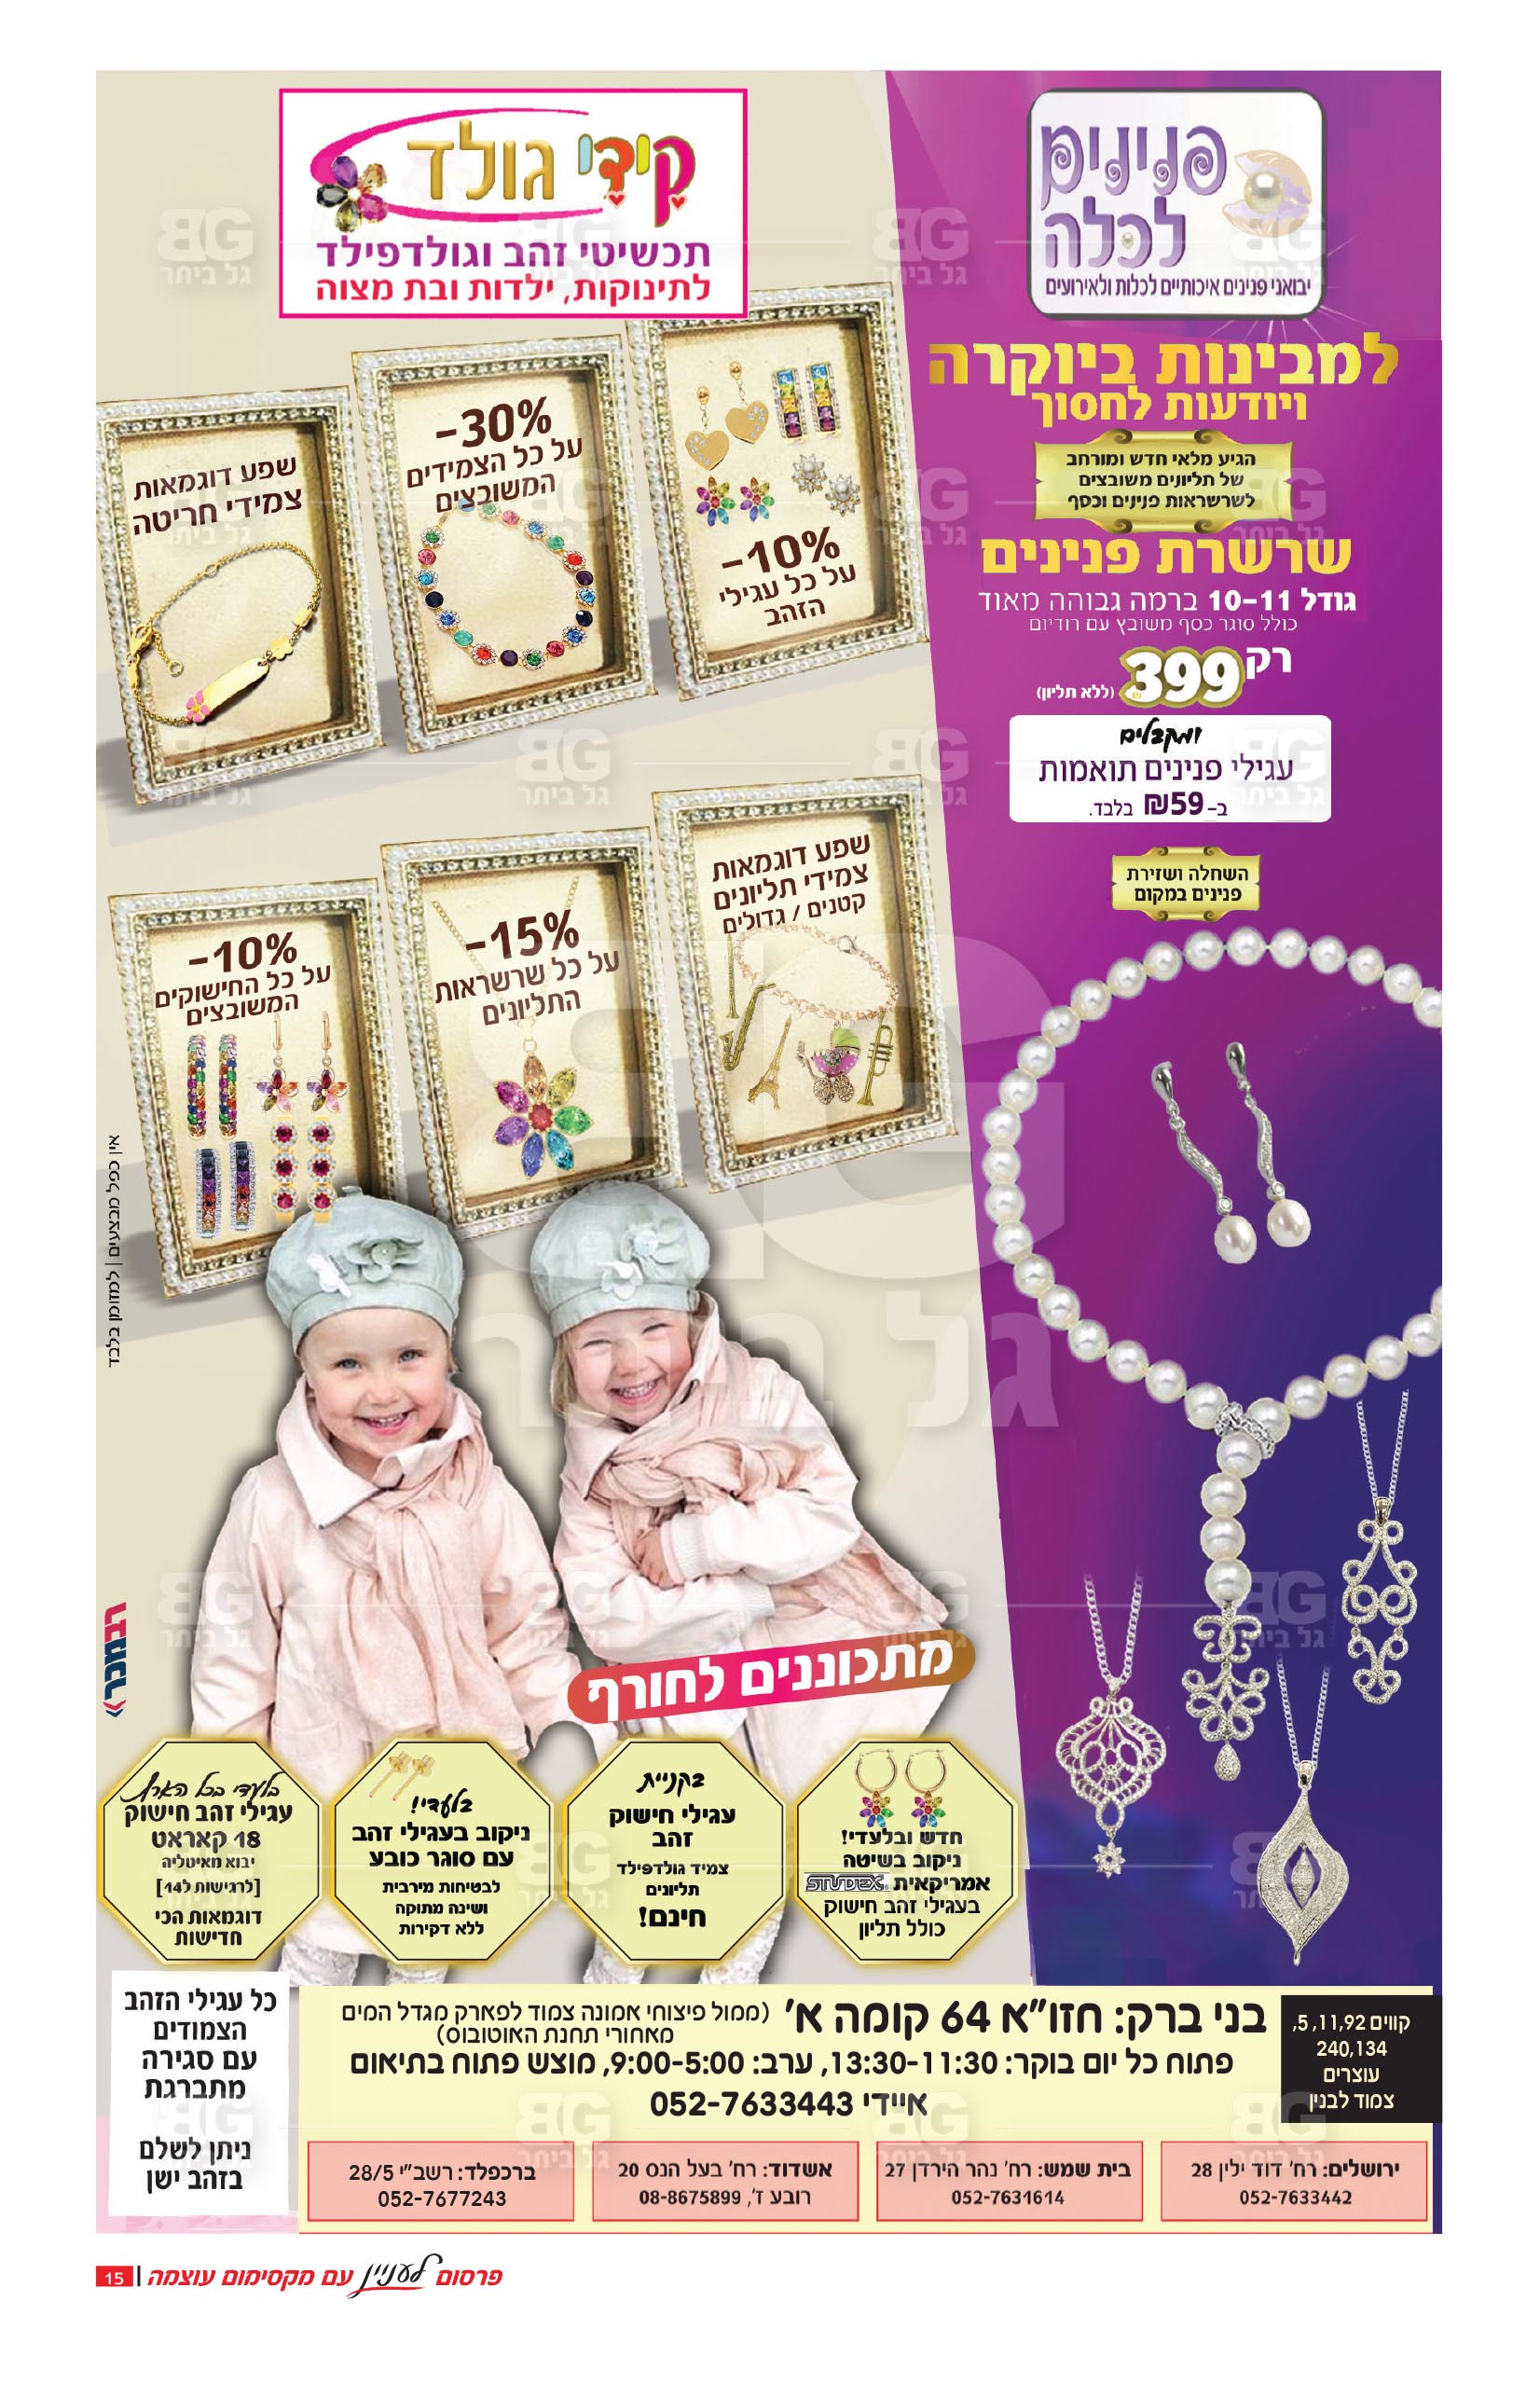 פנינים
לכלה
יבואני פנינים איכותיים לכלות ולאירועים
למבינות ביוקרה
ויודעות לחסוך
הגיע מלאי חדש ומורחב
של תליונים משובצים
לשרשראות פנינים וכסף
שרשרת פנינים
גודל 10-11 ברמה גבוהה מאוד
כולל סוגר כסף משובץ עם רודיום
רק 399 ₪ (ללא תליון)
ומקבלים
עגילי פנינים תואמות
ב-59₪ בלבד.
השחלה ושזירת
פנינים במקום
קידי גולד
תכשיטי זהב וגולדפילד
לתינוקות, ילדות ובת מצוה
-10%
על כל עגילי
הזהב
-30%
על כל הצמידים
המשובצים
שפע דוגמאות
צמידי חריטה
שפע דוגמאות
צמידי תליונים
קטנים / גדולים
-15%
על כל שרשראות
התליונים
-10%
על כל החישוקים
המשובצים
אין כפל מבצעים | למזומן בלבד
רבמכר
מתכוננים לחורף
חדש ובלעדי!
ניקוב בשיטה
אמריקאית STUDEX
בעגילי זהב חישוק
כולל תליון
בקניית
עגילי חישוק
זהב
צמיד גולדפילד
תליונים
חינם!
בלעדי!
ניקוב בעגילי זהב
עם סוגר כובע
לבטיחות מירבית
ושינה מתוקה
ללא דקירות
בלעדי בכל הארץ
עגילי זהב חישוק
18 קאראט
יבוא מאיטליה
[לרגישות ל14]
דוגמאות הכי
חדישות
קווים 5, 11,92,
240,134
עוצרים
צמוד לבנין
בני ברק: חזו"א 64 קומה א' (ממול פיצוחי אמונה צמוד לפארק מגדל המים
מאחורי תחנת האוטובוס)
פתוח כל יום בוקר: 13:30-11:30, ערב: 9:00-5:00, מוצש פתוח בתיאום
איידי 052-7633443
ירושלים: רח' דוד ילין 28
052-7633442
בית שמש: רח' נהר הירדן 27
052-7631614
אשדוד: רח' בעל הנס 20
רובע ז', 08-8675899
ברכפלד: רשב"י 28/5
052-7677243
כל עגילי הזהב
הצמודים
עם סגירה
מתברגת
ניתן לשלם
בזהב ישן
פרסום לעניין עם מקסימום עוצמה | 15
BG
גל ביתר